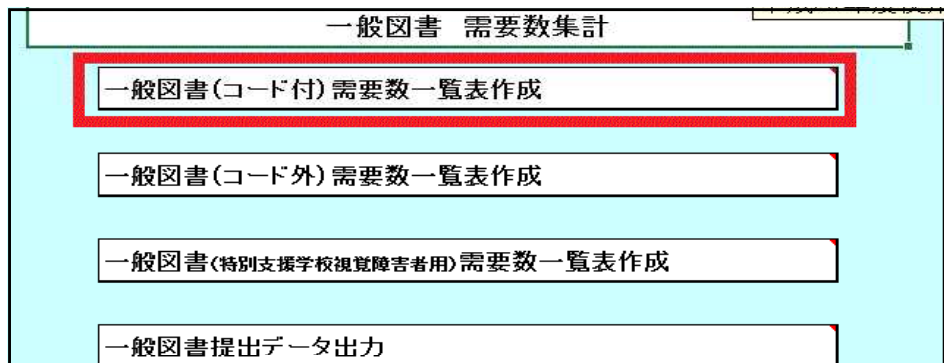 一般図書 需要数集計
一般図書(コード付)需要数一覧表作成
一般図書(コード外)需要数一覧表作成
一般図書(特別支援学校視覚障害者用)需要数一覧表作成
一般図書提出データ出力